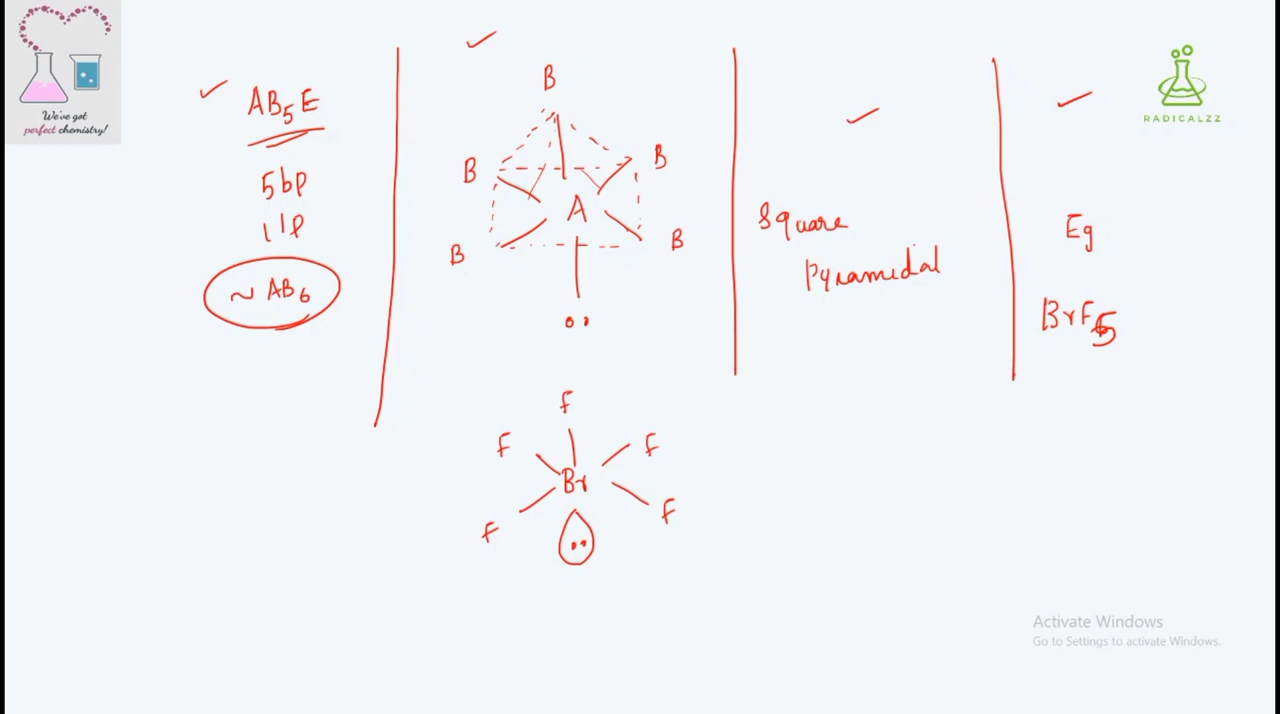 We've got
perfect chemistry!
RADICALZZ
AB5E
5bp
1lp
~ AB6
B
B
B
A
B
B
Square
Pyramidal
Eg
BrF5
F
F
F
Br
F
F
Activate Windows
Go to Settings to activate Windows.